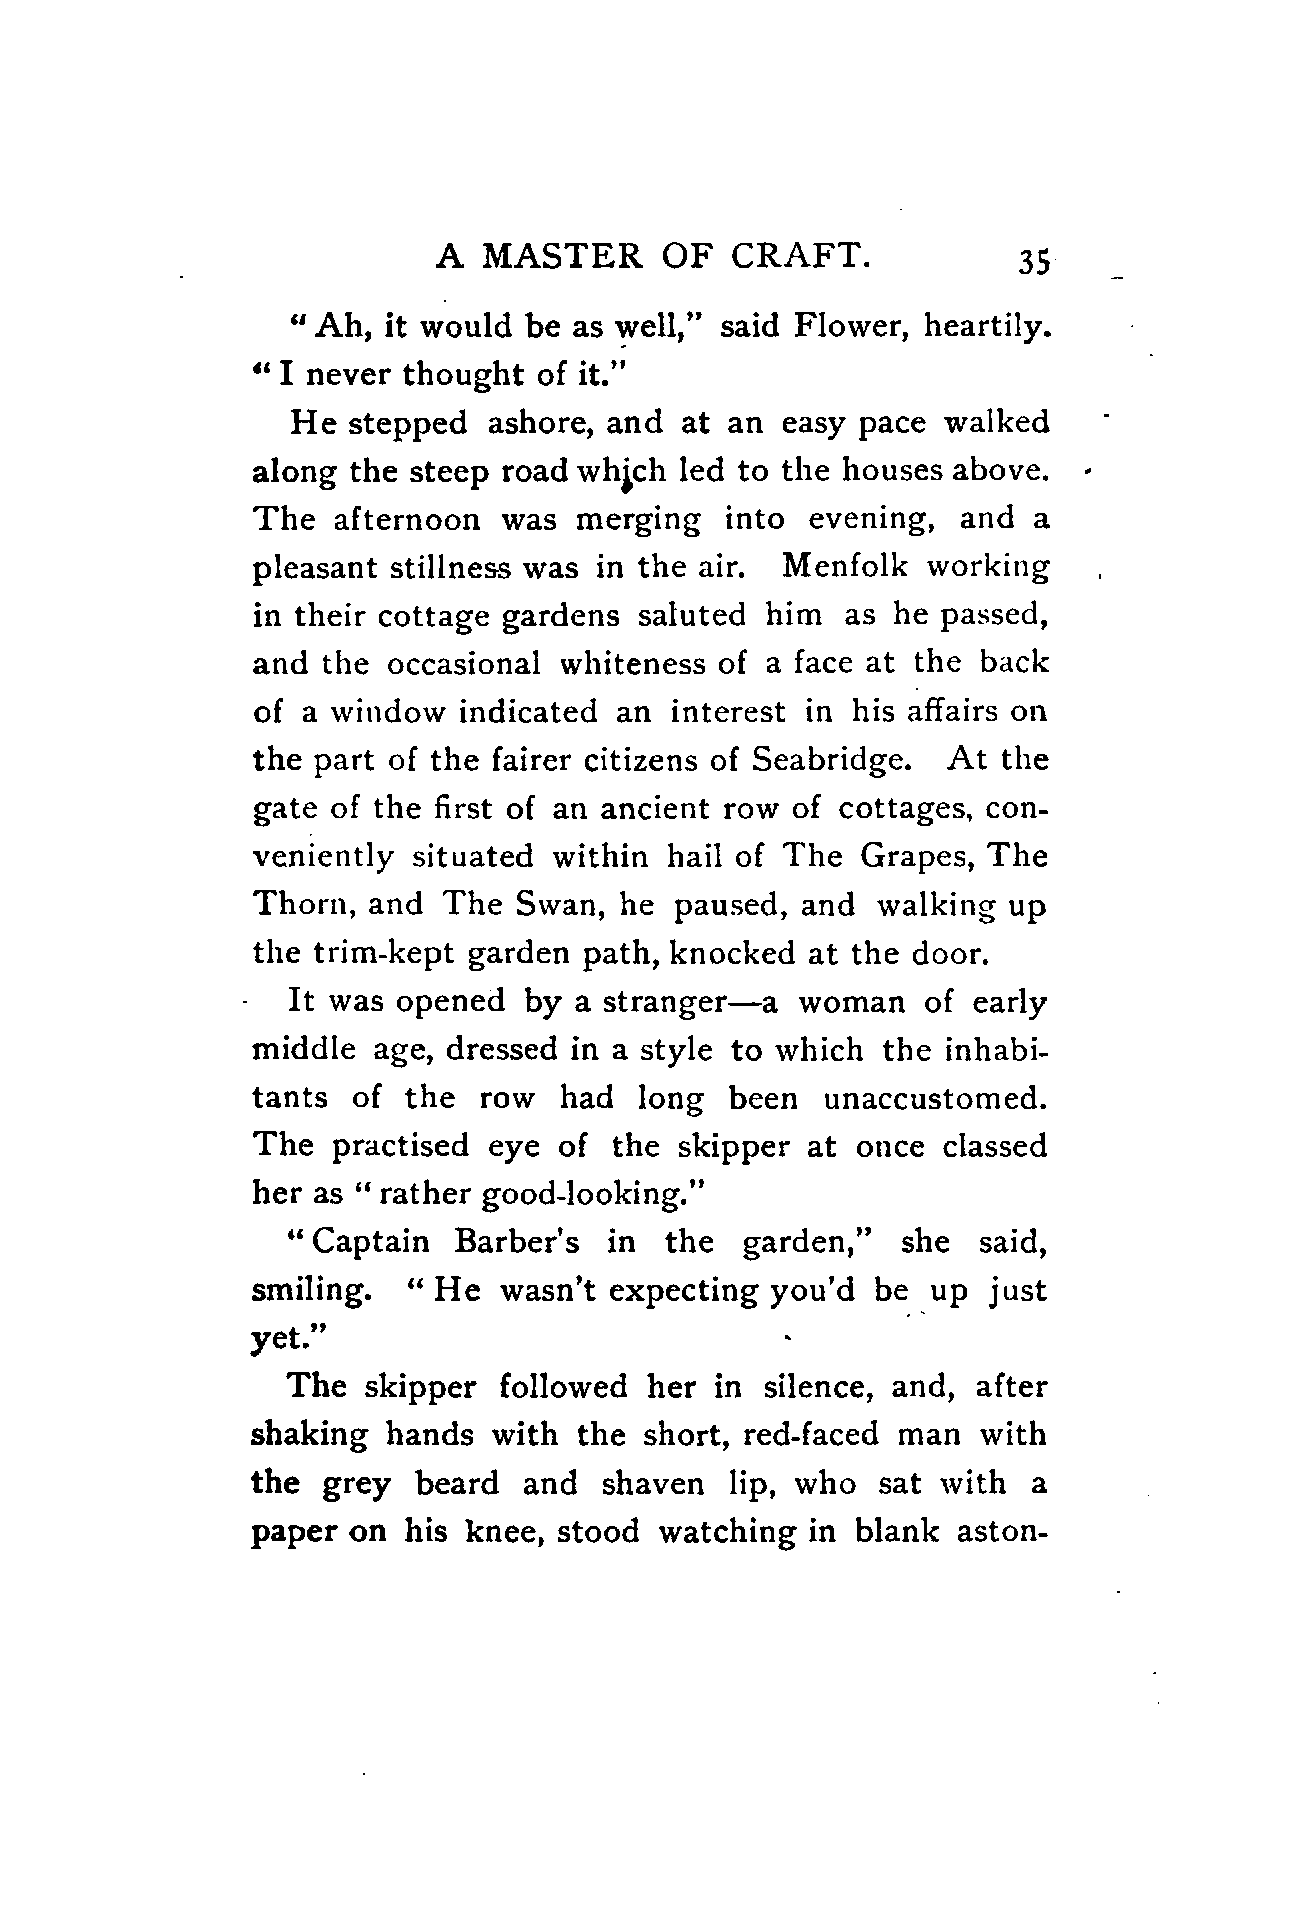 A MASTER OF CRAFT. 35
“ Ah, it would be as well,” said Flower, heartily.
“ I never thought of it.”
He stepped ashore, and at an easy pace walked
along the steep road which led to the houses above.
The afternoon was merging into evening, and a
pleasant stillness was in the air. Menfolk working
in their cottage gardens saluted him as he passed,
and the occasional whiteness of a face at the back
of a window indicated an interest in his affairs on
the part of the fairer citizens of Seabridge. At the
gate of the first of an ancient row of cottages, con-
veniently situated within hail of The Grapes, The
Thorn, and The Swan, he paused, and walking up
the trim-kept garden path, knocked at the door.
It was opened by a stranger—a woman of early
middle age, dressed in a style to which the inhabi-
tants of the row had long been unaccustomed.
The practised eye of the skipper at once classed
her as “ rather good-looking.”
“ Captain Barber's in the garden,” she said,
smiling. “ He wasn't expecting you'd be up just
yet.”
The skipper followed her in silence, and, after
shaking hands with the short, red-faced man with
the grey beard and shaven lip, who sat with a
paper on his knee, stood watching in blank aston-